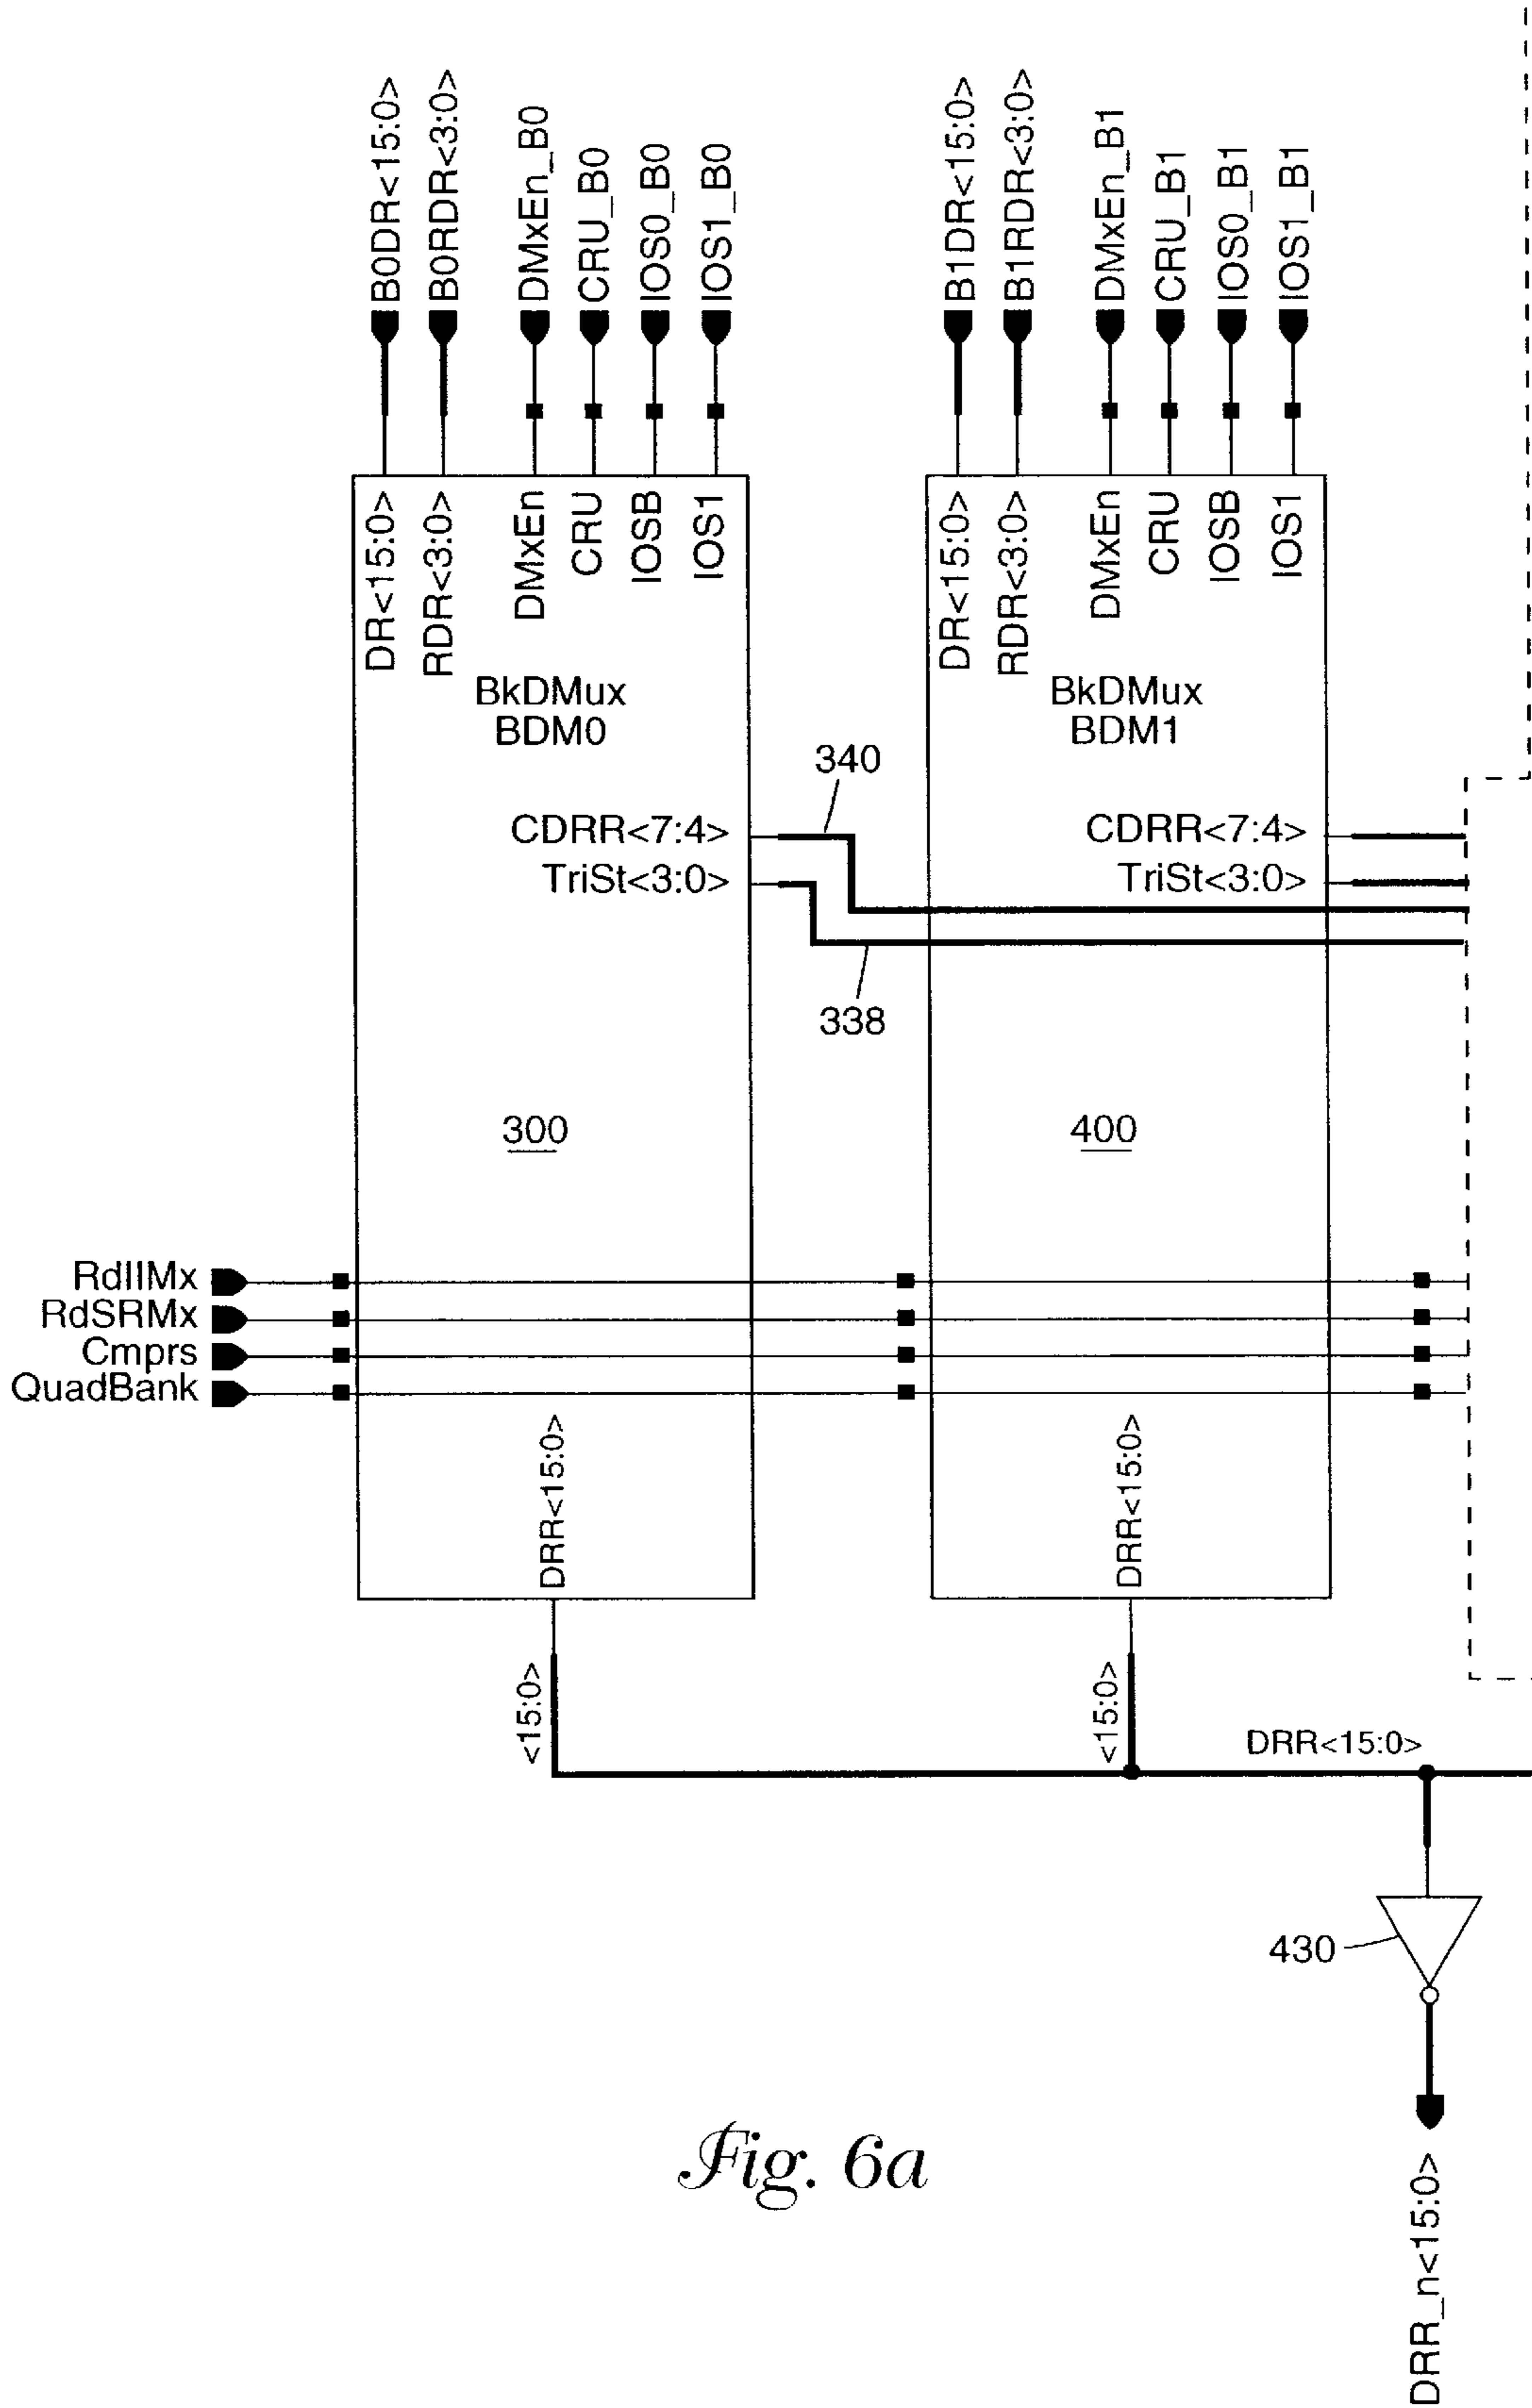 B0DR<15:0>
B0RDR<3:0>
DMxEn_B0
CRU_B0
IOS0_B0
IOS1_B0
B1DR<15:0>
B1RDR<3:0>
DMxEn_B1
CRU_B1
IOS0_B1
IOS1_B1
DR<15:0>
RDR<3:0>
DMxEn
CRU
IOSB
IOS1
DR<15:0>
RDR<3:0>
DMxEn
CRU
IOSB
IOS1
BkDMux
BDM0
BkDMux
BDM1
340
CDRR<7:4>
TriSt<3:0>
CDRR<7:4>
TriSt<3:0>
338
300
400
RdIIMx
RdSRMx
Cmprs
QuadBank
DRR<15:0>
DRR<15:0>
<15:0>
<15:0>
DRR<15:0>
430
Fig. 6a
DRR_n<15:0>